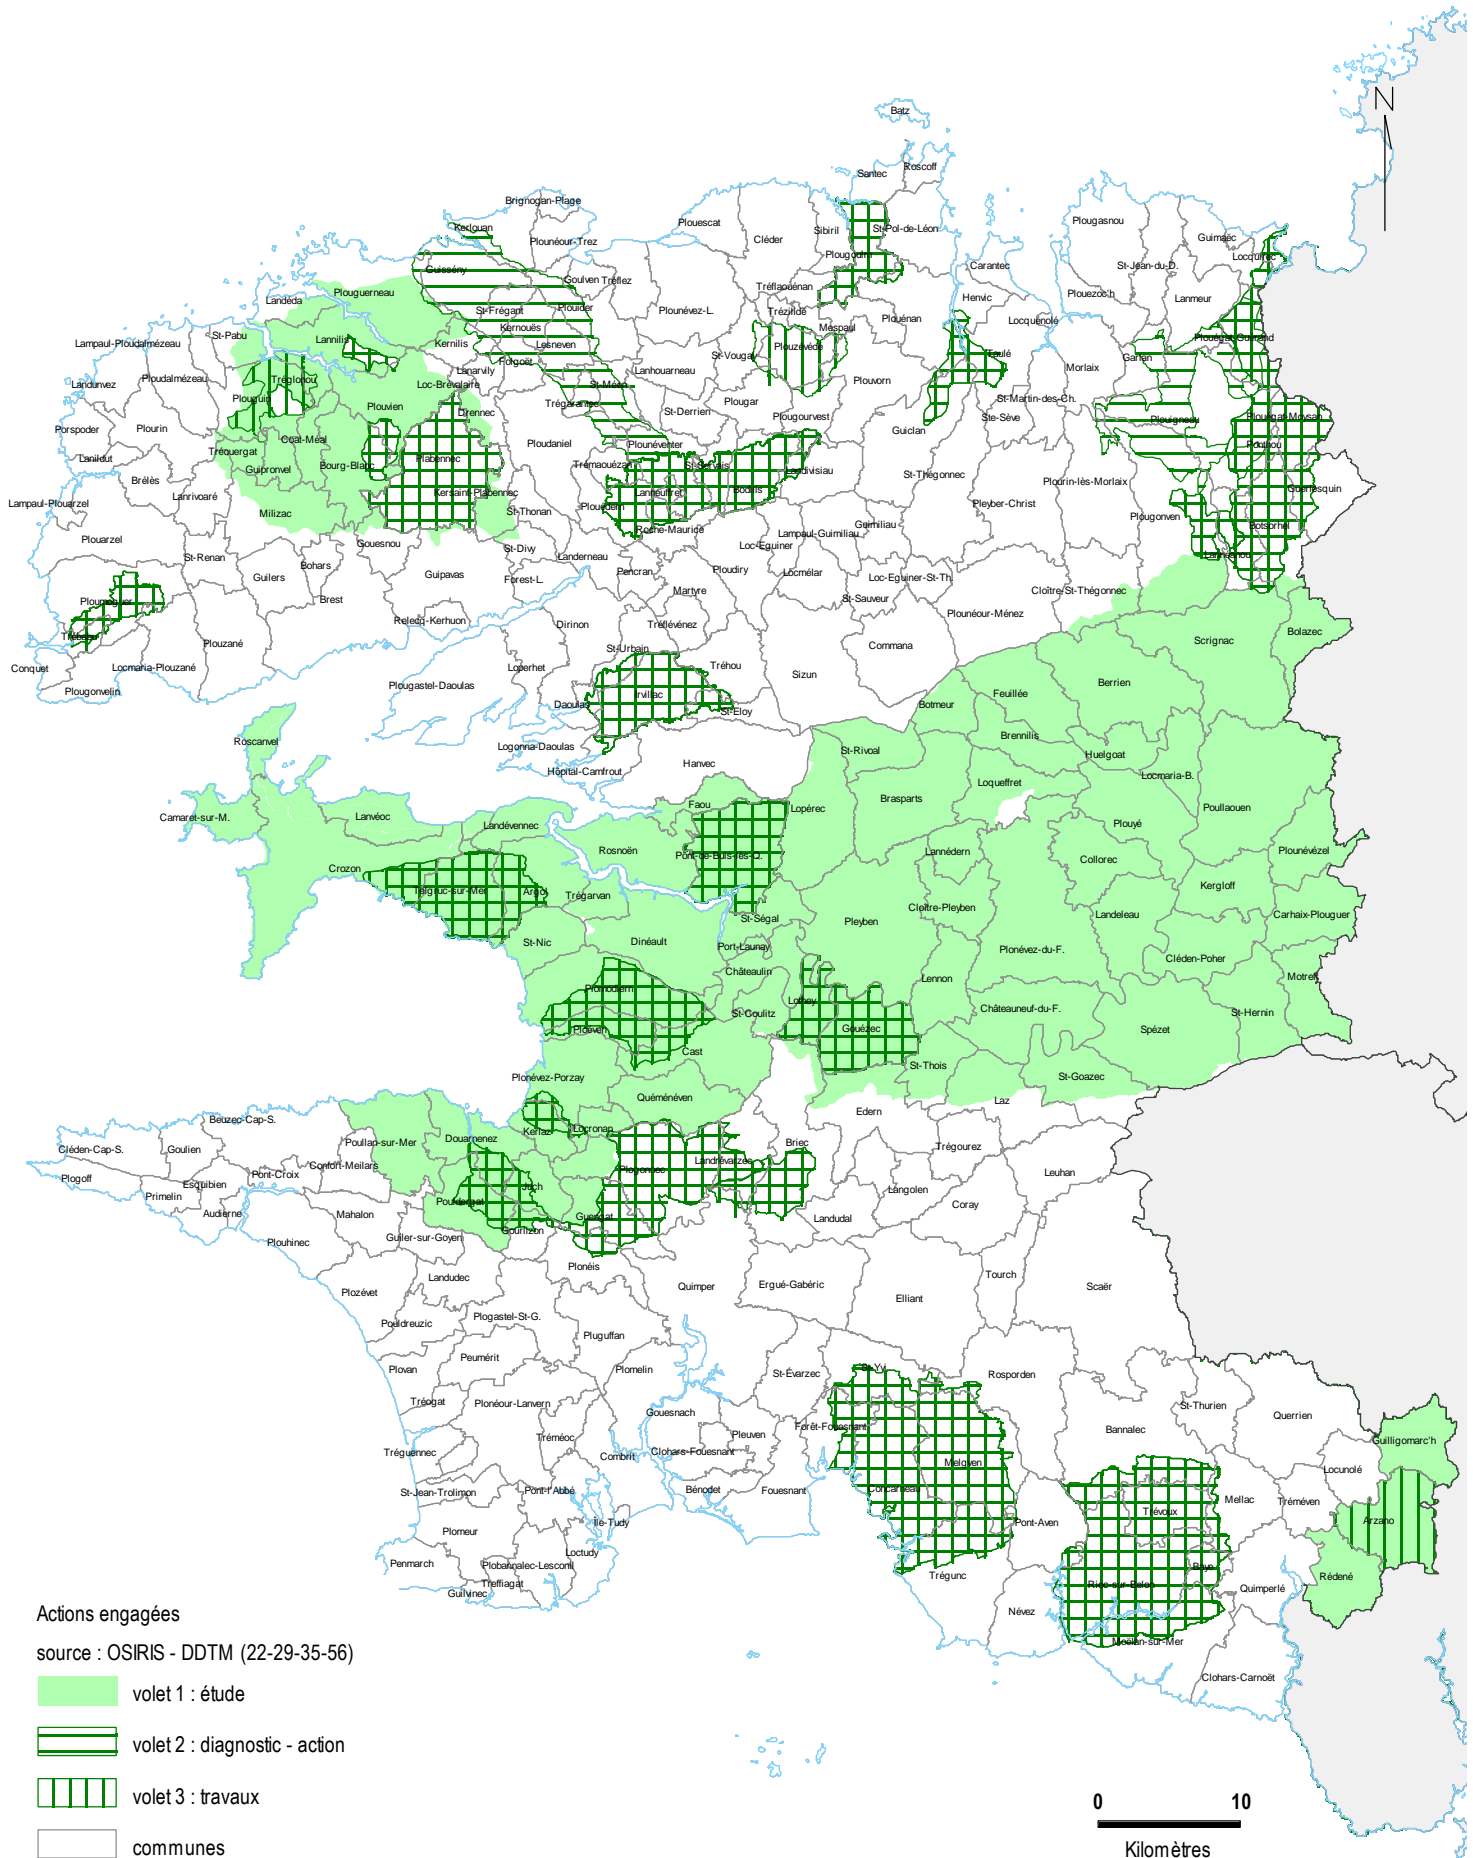 N
Batz
Roscoff
Santec
Brignogan-Plage
Plouescat
Cléder
Sibiril
St-Pol-de-Léon
Plougasnou
Kerlouan
Plounéour-Trez
Guimaëc
Locquirec
Plougoulm
St-Jean-du-D.
Guissény
Goulven
Tréflez
Tréflaouénan
Carantec
Plouguerneau
Landéda
Plouezoc'h
Lanmeur
Henvic
St-Frégant
Plouider
Plounévez-L.
Trézilidé
Plouénan
Locquénolé
St-Pabu
Lannilis
Kernouës
Mespaul
Plouégat-Guérand
Lampaul-Ploudalmézeau
Kernilis
Lesneven
Plouzévédé
Taulé
Garlan
St-Vougay
Folgoët
Morlaix
Landunvez
Ploudalmézeau
Tréglonou
Lanarvily
Lanhouarneau
Plouvorn
Loc-Brévalaire
St-Méen
Plouguin
Plouvien
Drennec
Trégarantec
St-Derrien
Plougar
St-Martin-des-Ch.
Plourin
Plougourvest
Ste-Sève
Plouigneau
Plouégat-Moysan
Porspoder
Guiclan
Coat-Méal
Ploudaniel
Plounéventer
Ponthou
Tréouergat
Lanildut
Bourg-Blanc
Plabennec
Guipronvel
Trémaouézan
St-Servais
Landivisiau
St-Thégonnec
Brélès
Bodilis
Plourin-lès-Morlaix
Guerlesquin
Kersaint-Plabennec
Lanneuffret
Lanrivoaré
Lampaul-Plouarzel
Plouédern
Pleyber-Christ
Milizac
St-Thonan
Plougonven
Botsorhel
Roche-Maurice
Lampaul-Guimiliau
Guimiliau
Plouarzel
Gouesnou
St-Divy
Loc-Eguiner
St-Renan
Landerneau
Lannéanou
Bohars
Guipavas
Pencran
Ploudiry
Locmélar
Loc-Eguiner-St-Th.
Guilers
Forest-L.
Cloître-St-Thégonnec
Martyre
St-Sauveur
Brest
Ploumoguer
Plounéour-Ménez
Relecq-Kerhuon
Dirinon
Tréflévénez
Bolazec
Trébabu
Plouzané
Commana
Scrignac
St-Urbain
Conquet
Locmaria-Plouzané
Loperhet
Tréhou
Sizun
Plougonvelin
Plougastel-Daoulas
Berrien
Irvillac
Feuillée
Daoulas
St-Eloy
Botmeur
Brennilis
Roscanvel
Logonna-Daoulas
St-Rivoal
Huelgoat
Hanvec
Hôpital-Camfrout
Locmaria-B.
Loqueffret
Brasparts
Faou
Lopérec
Poullaouen
Camaret-sur-M.
Lanvéoc
Landévennec
Plouyé
Rosnoën
Lannédern
Plounévézel
Pont-de-Buis-lès-Q.
Collorec
Crozon
Kergloff
Telgruc-sur-Mer
Argol
Trégarvan
Cloître-Pleyben
Landeleau
Carhaix-Plouguer
St-Ségal
Pleyben
St-Nic
Dinéault
Port-Launay
Plonévez-du-F.
Cléden-Poher
Châteaulin
Lennon
Motreff
Plomodiern
Lothey
Châteauneuf-du-F.
St-Coulitz
St-Hernin
Ploéven
Gouézec
Spézet
Cast
St-Thois
Plonévez-Porzay
St-Goazec
Quéménéven
Laz
Edern
Beuzec-Cap-S.
Kerlaz
Locronan
Cléden-Cap-S.
Goulien
Poullan-sur-Mer
Douarnenez
Briec
Trégourez
Landrévarzec
Confort-Meilars
Plogonnec
Leuhan
Plogoff
Pont-Croix
Esquibien
Juch
Langolen
Primelin
Pouldergat
Coray
Audierne
Mahalon
Guengat
Landudal
Gourlizon
Plouhinec
Guiler-sur-Goyen
Plonéis
Landudec
Quimper
Ergué-Gabéric
Tourch
Scaër
Plozévet
Elliant
Pouldreuzic
Plogastel-St-G.
Pluguffan
Peumérit
Plovan
Plomelin
St-Évarzec
St-Yvi
Rosporden
Tréogat
Plonéour-Lanvern
St-Thurien
Gouesnach
Querrien
Forêt-Fouesnant
Bannalec
Tréméoc
Pleuven
Guilligomarc'h
Tréguennec
Combrit
Clohars-Fouesnant
Melgven
Locunolé
St-Jean-Trolimon
Pont-l'Abbé
Bénodet
Fouesnant
Concarneau
Mellac
Tréméven
Trévoux
Île-Tudy
Pont-Aven
Arzano
Plomeur
Penmarch
Plobannalec-Lesconil
Loctudy
Trégunc
Baye
Rédené
Treffiagat
Riec-sur-Belon
Quimperlé
Guilvinec
Névez
Moëlan-sur-Mer
Clohars-Carnoët
Actions engagées
source : OSIRIS - DDTM (22-29-35-56)
volet 1 : étude
volet 2 : diagnostic - action
volet 3 : travaux
communes
0 10
Kilomètres